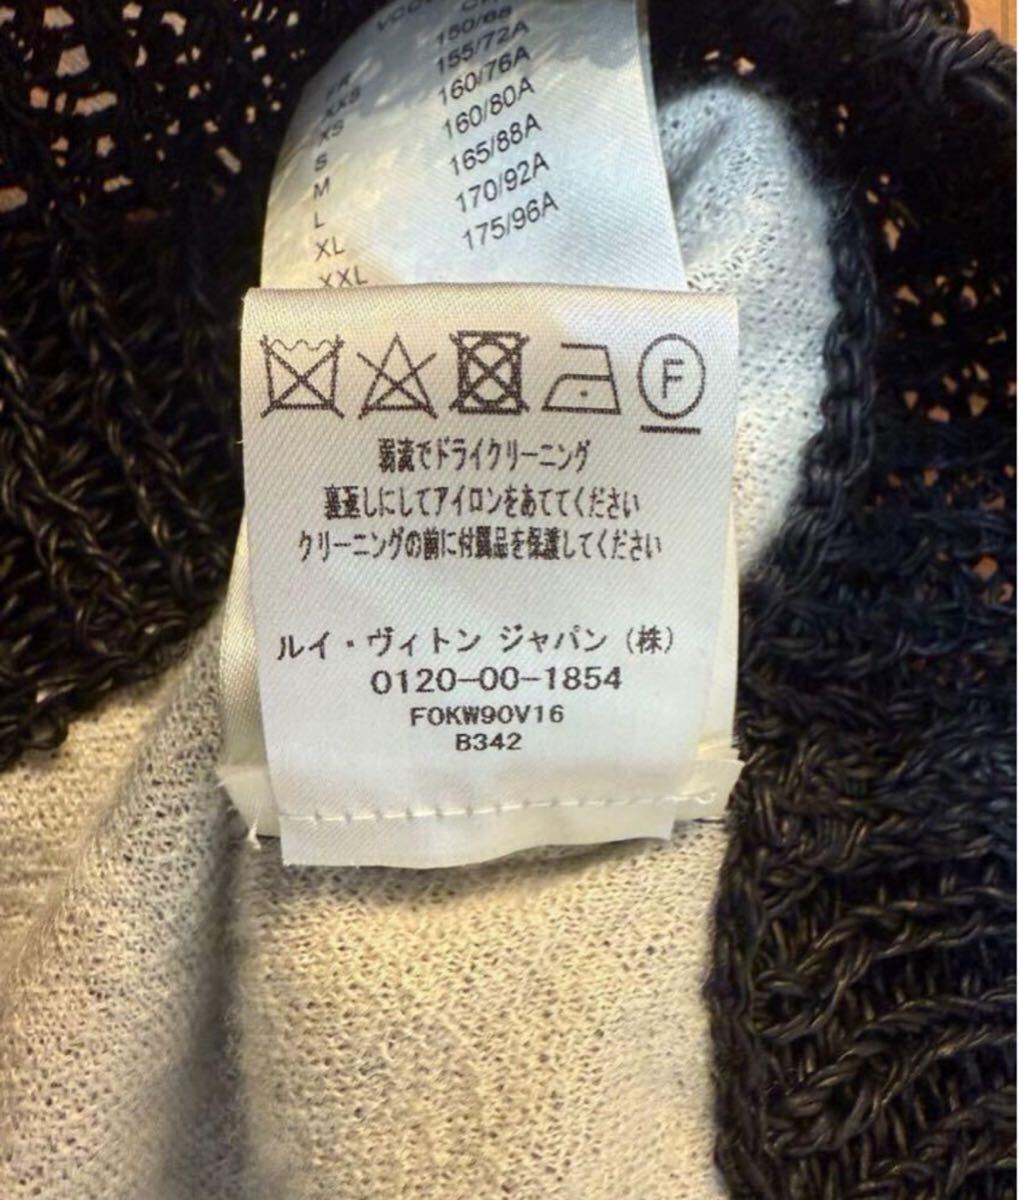 150/68
155/72A
XXS 160/76A
XS 160/80A
S 165/88A
M 170/92A
L 175/96A
XL
XXL
F
弱流でドライクリーニング
裏返しにしてアイロンをあててください
クリーニングの前に付属品を保護してください
ルイ・ヴィトン ジャパン（株）
0120-00-1854
F0KW90V16
B342